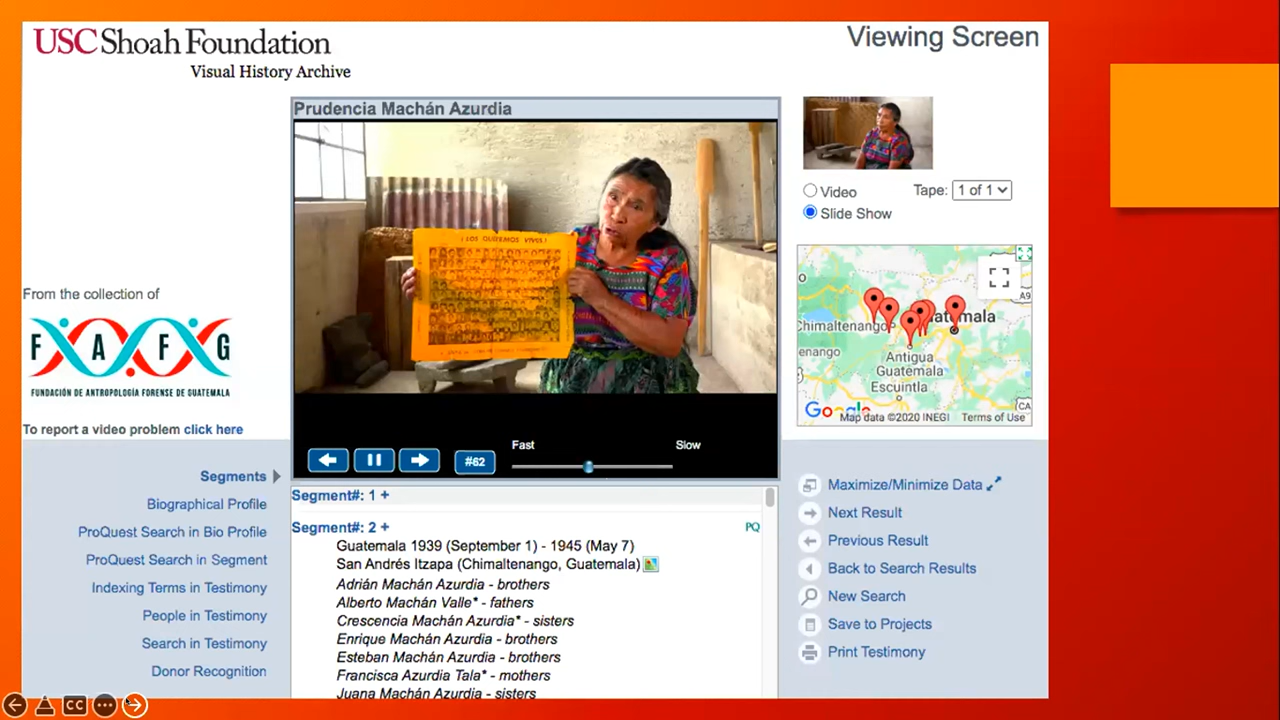 USC Shoah Foundation
Visual History Archive
Viewing Screen
Prudencia Machán Azurdia
¡LOS QUEREMOS VIVOS!
Video
Tape: 1 of 1
Slide Show
From the collection of
F A F G
FUNDACIÓN DE ANTROPOLOGÍA FORENSE DE GUATEMALA
To report a video problem click here
A9
Chimaltenango
enango
Antigua
Guatemala
Escuintla
CA
Google
Map data ©2020 INEGI
Terms of Use
Fast
Slow
#62
Segments
Biographical Profile
ProQuest Search in Bio Profile
ProQuest Search in Segment
Indexing Terms in Testimony
People in Testimony
Search in Testimony
Donor Recognition
Segment#: 1 +
Segment#: 2 +
PQ
Guatemala 1939 (September 1) - 1945 (May 7)
San Andrés Itzapa (Chimaltenango, Guatemala)
Adrián Machán Azurdia - brothers
Alberto Machán Valle* - fathers
Crescencia Machán Azurdia* - sisters
Enrique Machán Azurdia - brothers
Esteban Machán Azurdia - brothers
Francisca Azurdia Tala* - mothers
Juana Machán Azurdia - sisters
Maximize/Minimize Data
Next Result
Previous Result
Back to Search Results
New Search
Save to Projects
Print Testimony
CC